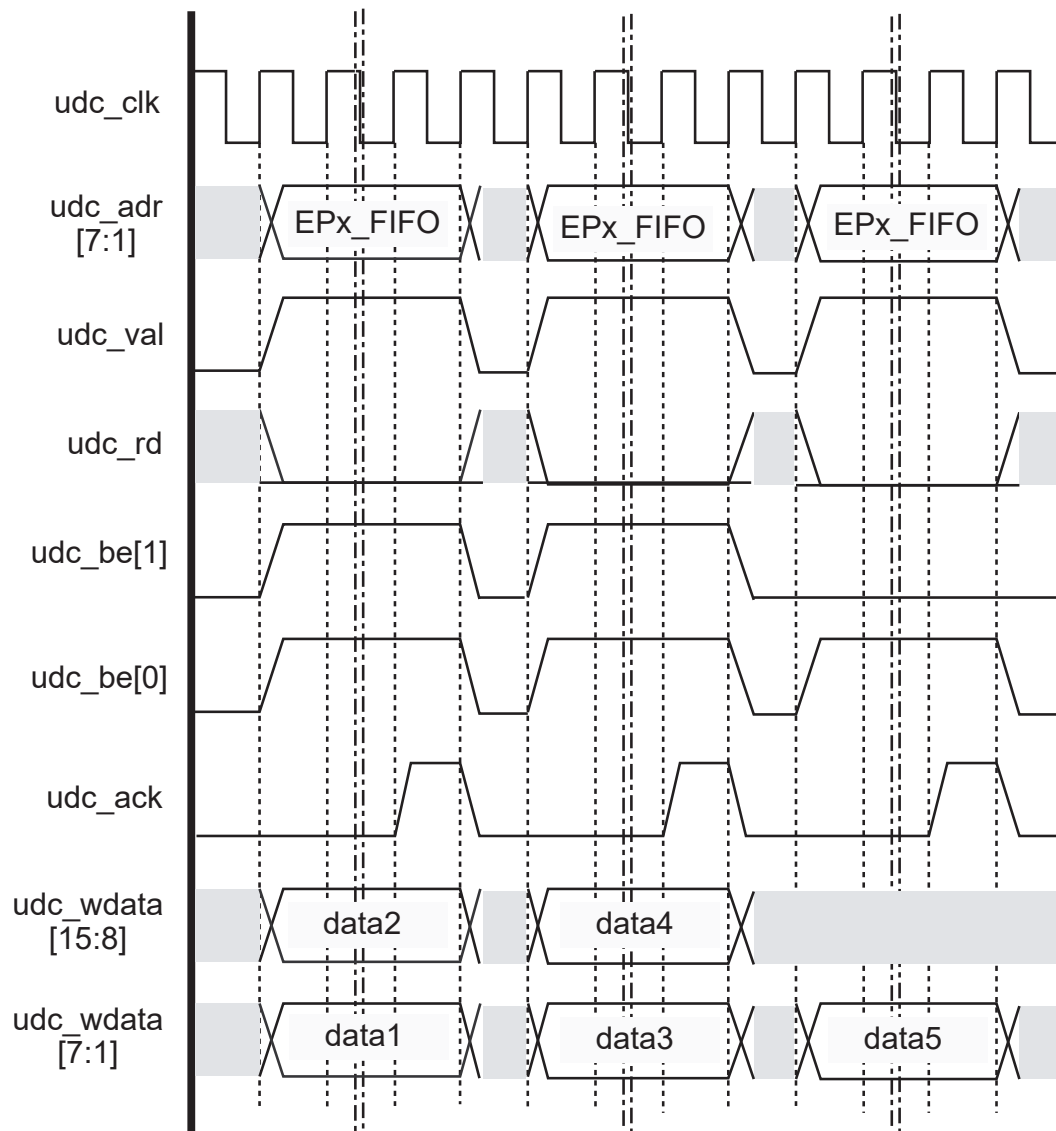 udc_clk
udc_adr
[7:1]
EPx_FIFO
EPx_FIFO
EPx_FIFO
udc_val
udc_rd
udc_be[1]
udc_be[0]
udc_ack
udc_wdata
[15:8]
data2
data4
udc_wdata
[7:1]
data1
data3
data5